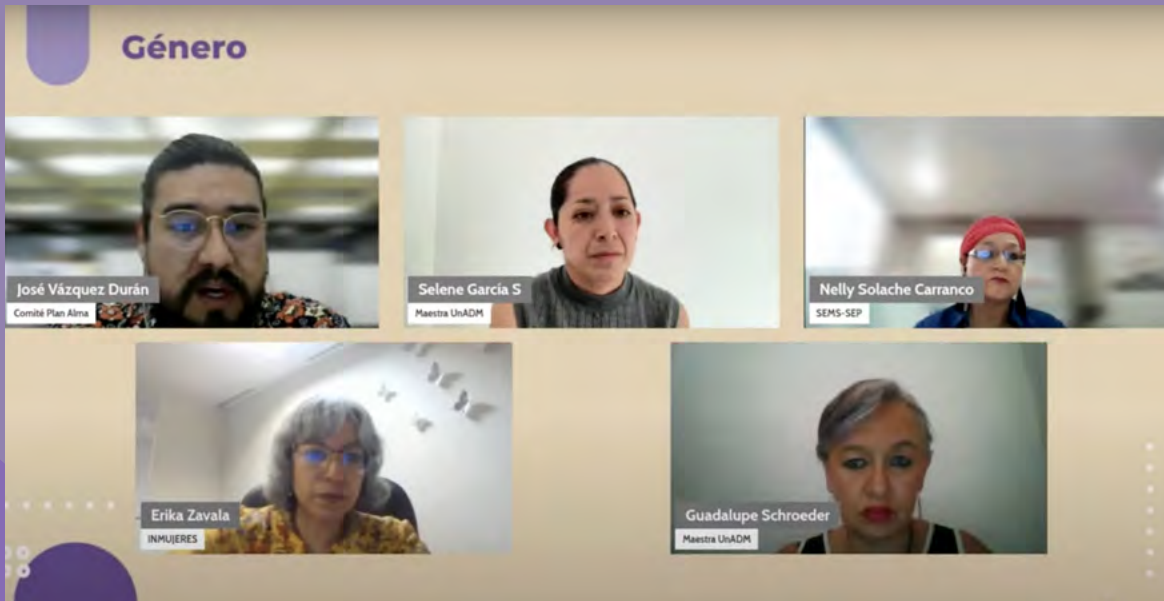 Género
José Vázquez Durán
Comité Plan Alma
Selene García S
Maestra UnADM
Nelly Solache Carranco
SEMS-SEP
Erika Zavala
INMUJERES
Guadalupe Schroeder
Maestra UnADM